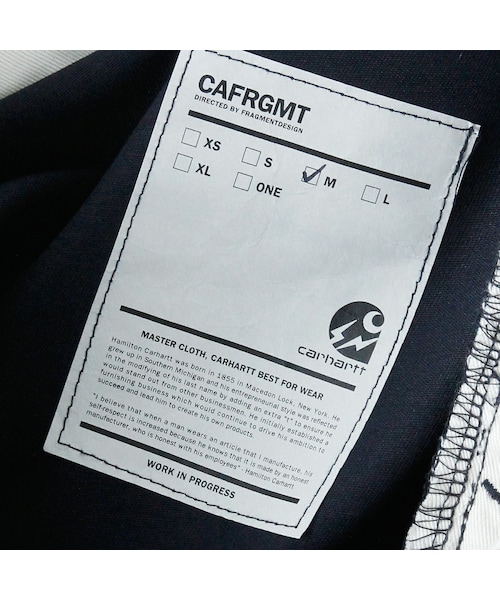 CAFRGMT
DIRECTED BY FRAGMENTDESIGN
XS S M L
XL ONE
carhartt
MASTER CLOTH, CARHARTT BEST FOR WEAR
Hamilton Carhartt was born in 1855 in Macedon Lock, New York. He
grew up in Southern Michigan and his entrepreneurial style was reflected
in the modifying of his last name by adding an extra "t" to ensure he
would stand out from other businessmen. He initially established a
furnishing business which would continue to drive his ambition to
succeed and lead him to create his own products.
"I believe that when a man wears an article that I manufacture, his
self-respect is increased because he knows that it is made by an honest
manufacturer, who is honest with his employees" - Hamilton Carhartt
WORK IN PROGRESS